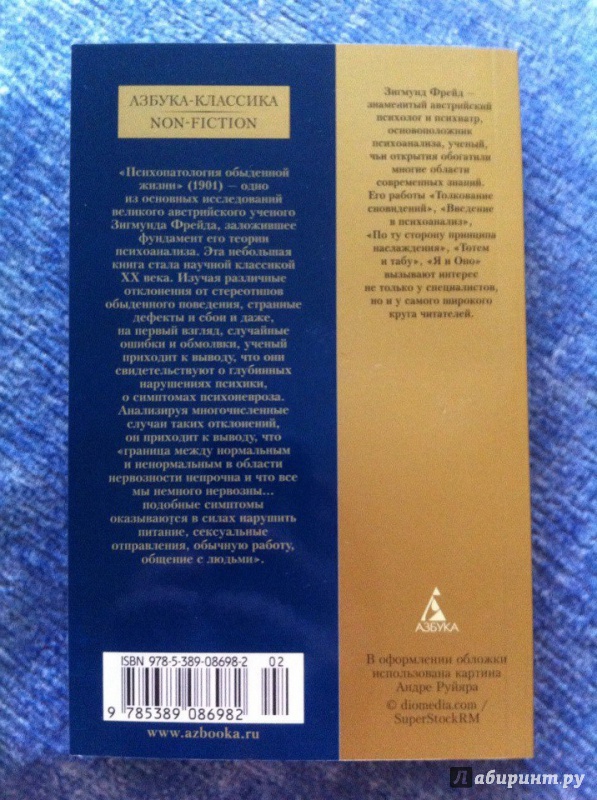 АЗБУКА-КЛАССИКА
NON-FICTION
«Психопатология обыденной
жизни» (1901) — одно
из основных исследований
великого австрийского ученого
Зигмунда Фрейда, заложившее
фундамент его теории
психоанализа. Эта небольшая
книга стала научной классикой
XX века. Изучая различные
отклонения от стереотипов
обыденного поведения, странные
дефекты и сбои и даже,
на первый взгляд, случайные
ошибки и обмолвки, ученый
приходит к выводу, что они
свидетельствуют о глубинных
нарушениях психики,
о симптомах психоневроза.
Анализируя многочисленные
случаи таких отклонений,
он приходит к выводу, что
«граница между нормальным
и ненормальным в области
нервозности непрочна и что все
мы немного нервозны...
подобные симптомы
оказываются в силах нарушить
питание, сексуальные
отправления, обычную работу,
общение с людьми».
ISBN 978-5-389-08698-2
02
9 785389 086982
www.azbooka.ru
Зигмунд Фрейд —
знаменитый австрийский
психолог и психиатр,
основоположник
психоанализа, ученый,
чьи открытия обогатили
многие области
современных знаний.
Его работы «Толкование
сновидений», «Введение
в психоанализ»,
«По ту сторону принципа
наслаждения», «Тотем
и табу», «Я и Оно»
вызывают интерес
не только у специалистов,
но и у самого широкого
круга читателей.
АЗБУКА
В оформлении обложки
использована картина
Андре Руйяра
© diomedia.com /
SuperStockRM
Лабиринт.ру